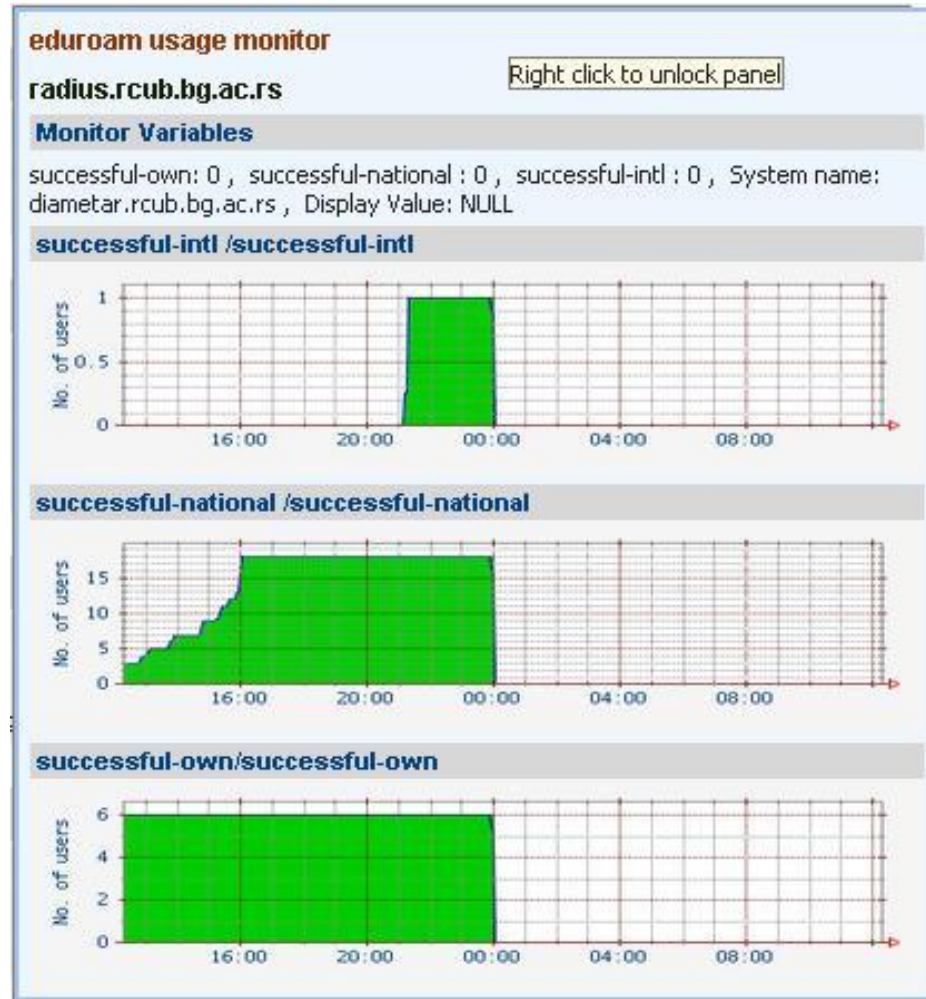 eduroam usage monitor
Right click to unlock panel
radius.rcub.bg.ac.rs
Monitor Variables
successful-own: 0 ,  successful-national : 0 ,  successful-intl : 0 ,  System name:
diametar.rcub.bg.ac.rs ,  Display Value: NULL
successful-intl /successful-intl
No. of users
1
0.5
0
16:00 20:00 00:00 04:00 08:00
successful-national /successful-national
No. of users
15
10
5
0
16:00 20:00 00:00 04:00 08:00
successful-own/successful-own
No. of users
6
4
2
0
16:00 20:00 00:00 04:00 08:00